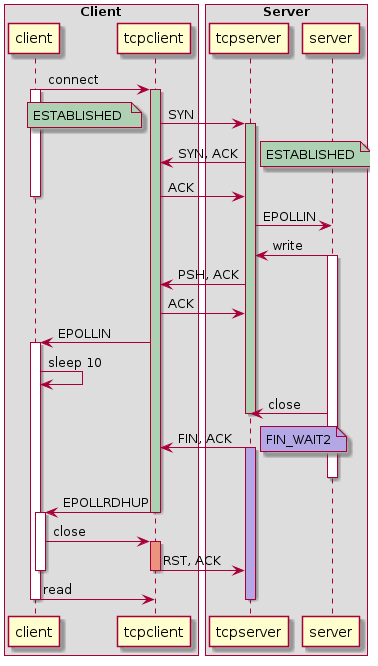 Client
Server
client
tcpclient
tcpserver
server
connect
ESTABLISHED
SYN
SYN, ACK
ESTABLISHED
ACK
EPOLLIN
write
PSH, ACK
ACK
EPOLLIN
sleep 10
close
FIN, ACK
FIN_WAIT2
EPOLLRDHUP
close
RST, ACK
read
client
tcpclient
tcpserver
server